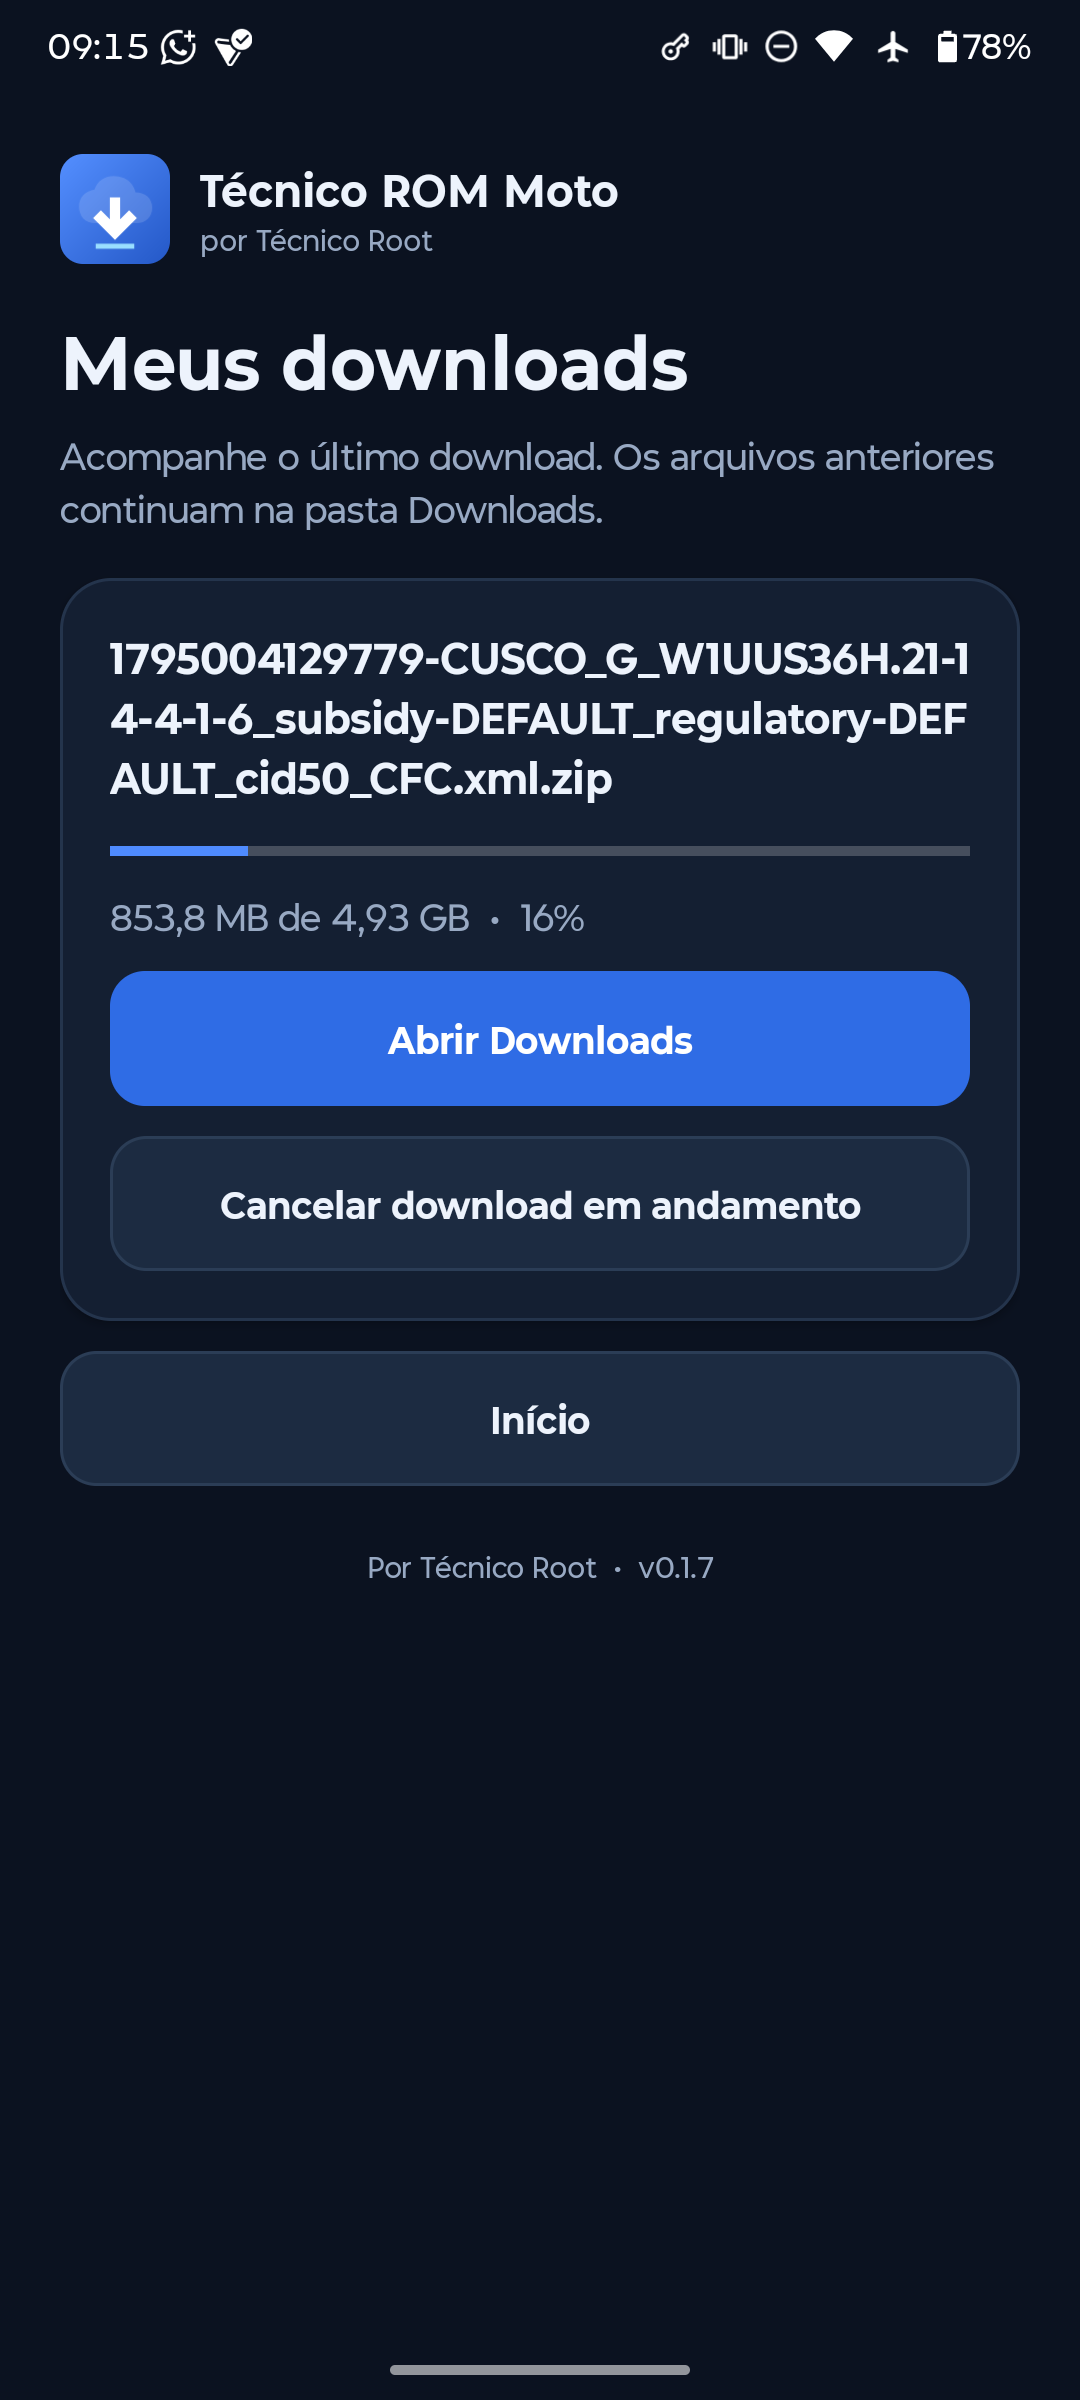 09:15
78%
Técnico ROM Moto
por Técnico Root
Meus downloads
Acompanhe o último download. Os arquivos anteriores
continuam na pasta Downloads.
1795004129779-CUSCO_G_W1UUS36H.21-1
4-4-1-6_subsidy-DEFAULT_regulatory-DEF
AULT_cid50_CFC.xml.zip
853,8 MB de 4,93 GB • 16%
Abrir Downloads
Cancelar download em andamento
Início
Por Técnico Root • v0.1.7